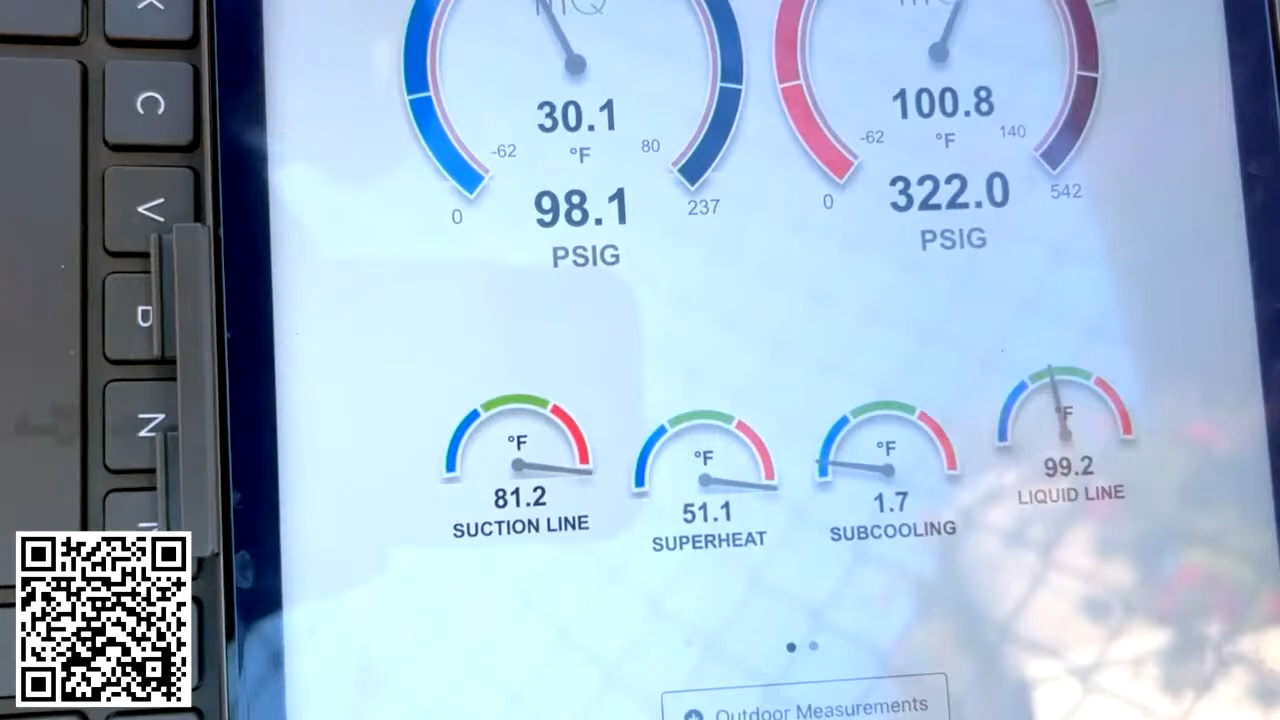 30.1
°F
-62
80
98.1
0
237
PSIG
100.8
°F
-62
140
322.0
0
542
PSIG
°F
81.2
SUCTION LINE
°F
51.1
SUPERHEAT
°F
1.7
SUBCOOLING
°F
99.2
LIQUID LINE
Outdoor Measurements
C
V
N